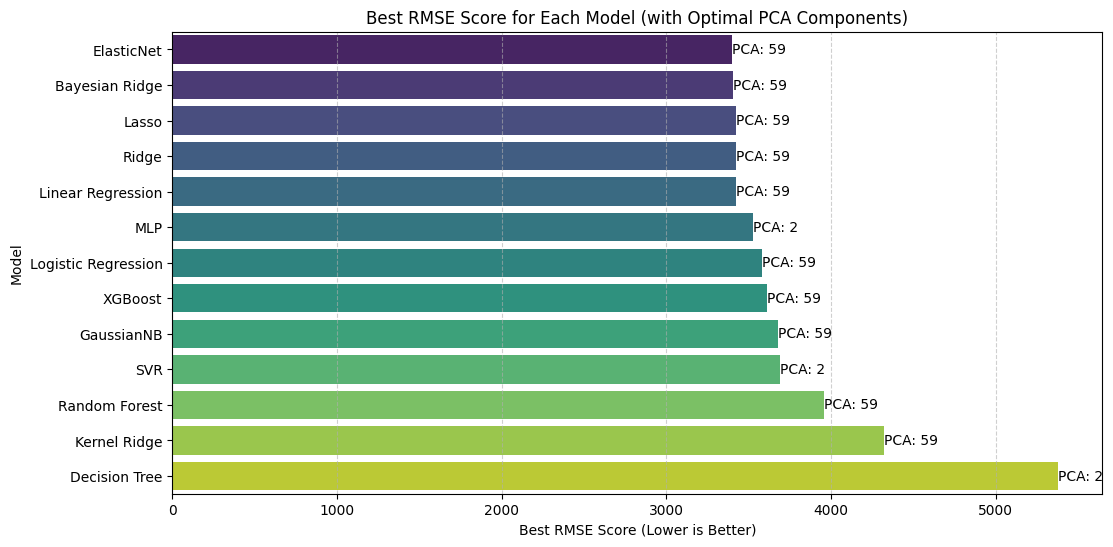 Best RMSE Score for Each Model (with Optimal PCA Components)
ElasticNet PCA: 59
Bayesian Ridge PCA: 59
Lasso PCA: 59
Ridge PCA: 59
Linear Regression PCA: 59
MLP PCA: 2
Logistic Regression PCA: 59
XGBoost PCA: 59
GaussianNB PCA: 59
SVR PCA: 2
Random Forest PCA: 59
Kernel Ridge PCA: 59
Decision Tree PCA: 2
Model
0 1000 2000 3000 4000 5000
Best RMSE Score (Lower is Better)